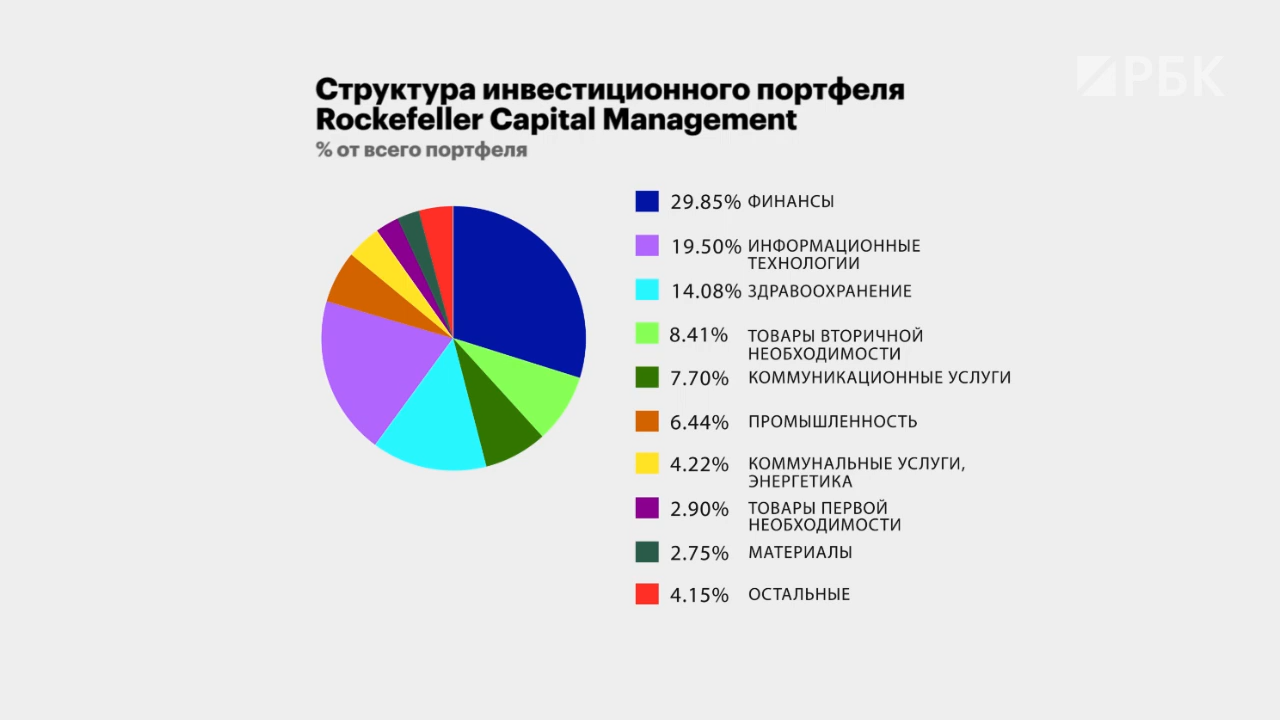 РБК
Структура инвестиционного портфеля
Rockefeller Capital Management
% от всего портфеля
29.85% ФИНАНСЫ
19.50% ИНФОРМАЦИОННЫЕ
ТЕХНОЛОГИИ
14.08% ЗДРАВООХРАНЕНИЕ
8.41% ТОВАРЫ ВТОРИЧНОЙ
НЕОБХОДИМОСТИ
7.70% КОММУНИКАЦИОННЫЕ УСЛУГИ
6.44% ПРОМЫШЛЕННОСТЬ
4.22% КОММУНАЛЬНЫЕ УСЛУГИ,
ЭНЕРГЕТИКА
2.90% ТОВАРЫ ПЕРВОЙ
НЕОБХОДИМОСТИ
2.75% МАТЕРИАЛЫ
4.15% ОСТАЛЬНЫЕ